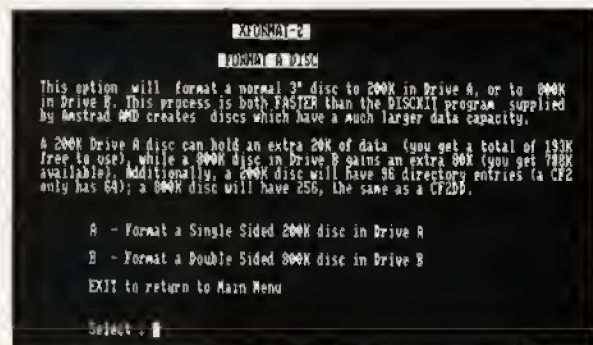 XFORMAT-2
FORMAT A DISC
This option will format a normal 3" disc to 200K in Drive A, or to 800K
in Drive B. This process is both FASTER than the DISCKIT program supplied
by Amstrad AND creates discs which have a much larger data capacity.
A 200K Drive A disc can hold an extra 20K of data (you get a total of 193K
free to use), while a 800K disc in Drive B gains an extra 80K (you get 788K
available). Additionally, a 200K disc will have 96 directory entries (a CF2
only has 64); a 800K disc will have 256, the same as a CF2DD.
A - Format a Single Sided 200K disc in Drive A
B - Format a Double Sided 800K disc in Drive B
EXIT to return to Main Menu
Select :